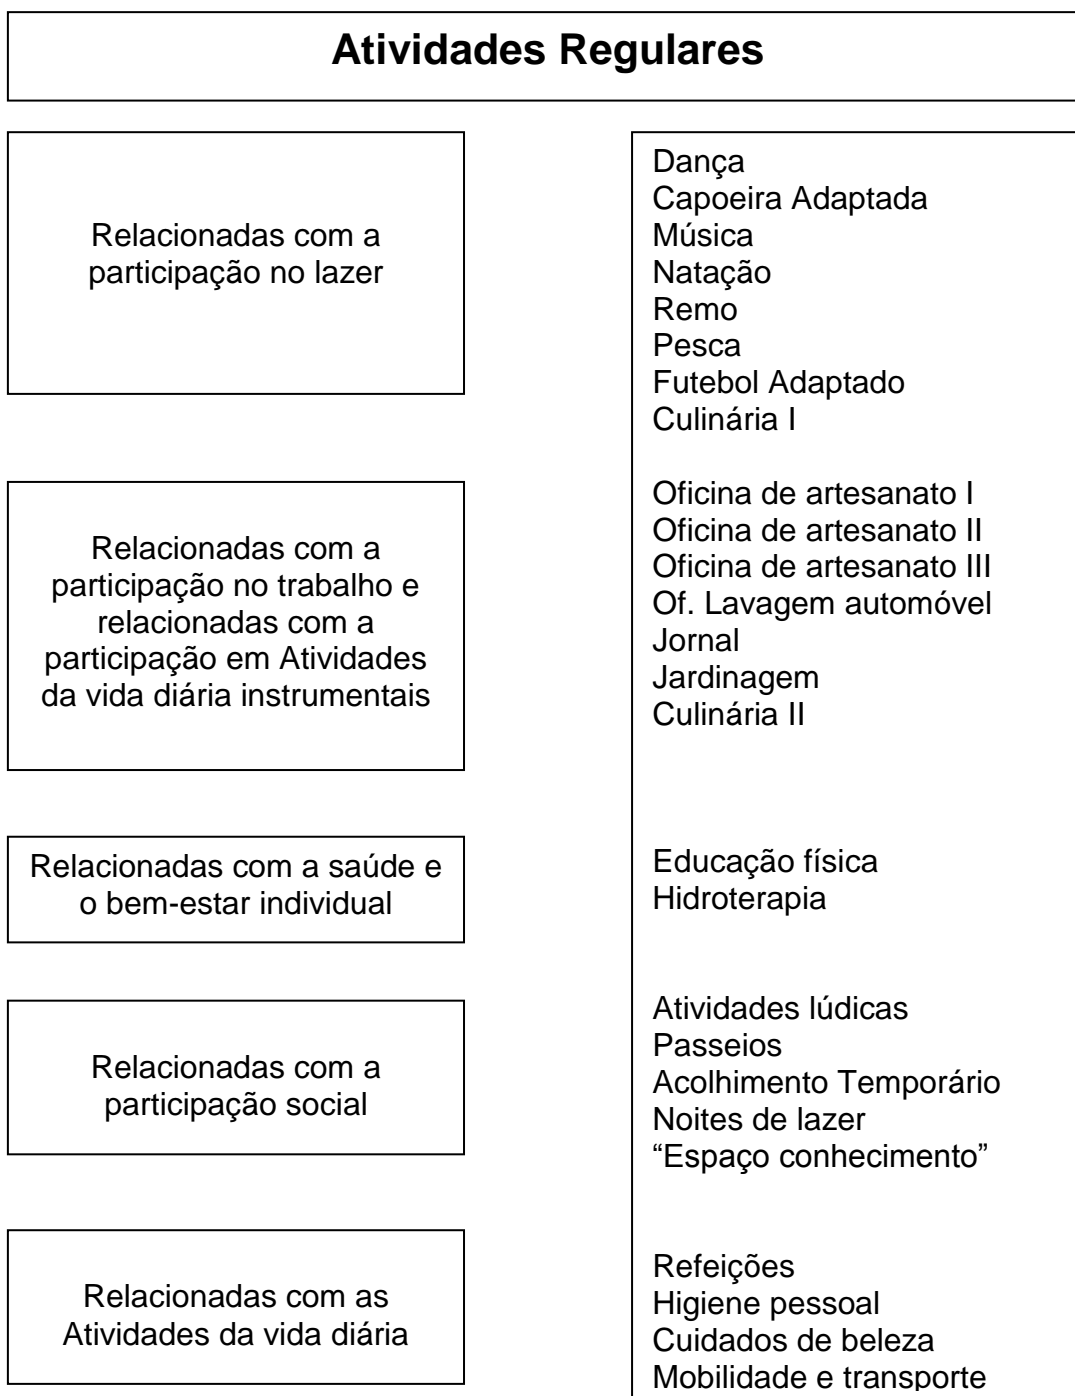 Atividades Regulares
Relacionadas com a
participação no lazer
Dança
Capoeira Adaptada
Música
Natação
Remo
Pesca
Futebol Adaptado
Culinária I
Relacionadas com a
participação no trabalho e
relacionadas com a
participação em Atividades
da vida diária instrumentais
Oficina de artesanato I
Oficina de artesanato II
Oficina de artesanato III
Of. Lavagem automóvel
Jornal
Jardinagem
Culinária II
Relacionadas com a saúde e
o bem-estar individual
Educação física
Hidroterapia
Relacionadas com a
participação social
Atividades lúdicas
Passeios
Acolhimento Temporário
Noites de lazer
“Espaço conhecimento”
Relacionadas com as
Atividades da vida diária
Refeições
Higiene pessoal
Cuidados de beleza
Mobilidade e transporte